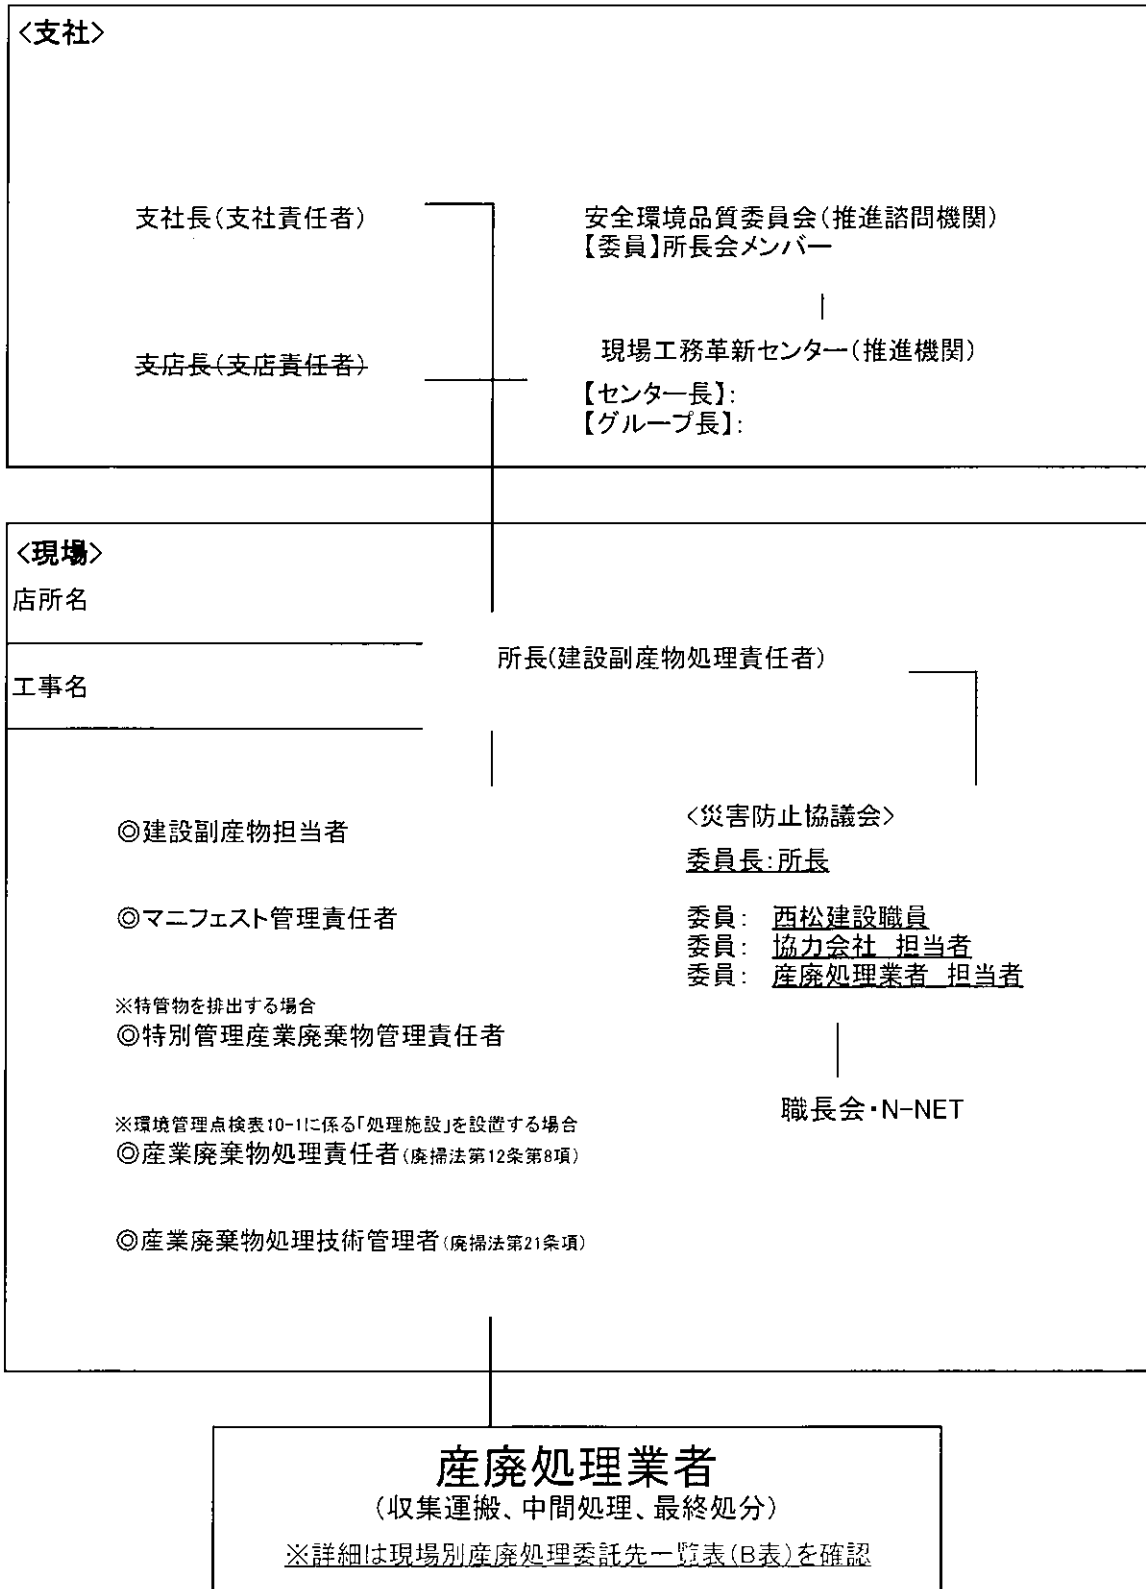 <支社>
支社長(支社責任者)
安全環境品質委員会(推進諮問機関)
【委員】所長会メンバー
支店長(支店責任者)
現場工務革新センター(推進機関)
【センター長】:
【グループ長】:
<現場>
店所名
所長(建設副産物処理責任者)
工事名
◎建設副産物担当者
◎マニフェスト管理責任者
※特管物を排出する場合
◎特別管理産業廃棄物管理責任者
※環境管理点検表10-1に係る「処理施設」を設置する場合
◎産業廃棄物処理責任者(廃掃法第12条第8項)
◎産業廃棄物処理技術管理者(廃掃法第21条項)
<災害防止協議会>
委員長:所長
委員: 西松建設職員
委員: 協力会社 担当者
委員: 産廃処理業者 担当者
職長会・N-NET
産廃処理業者
(収集運搬、中間処理、最終処分)
※詳細は現場別産廃処理委託先一覧表(B表)を確認